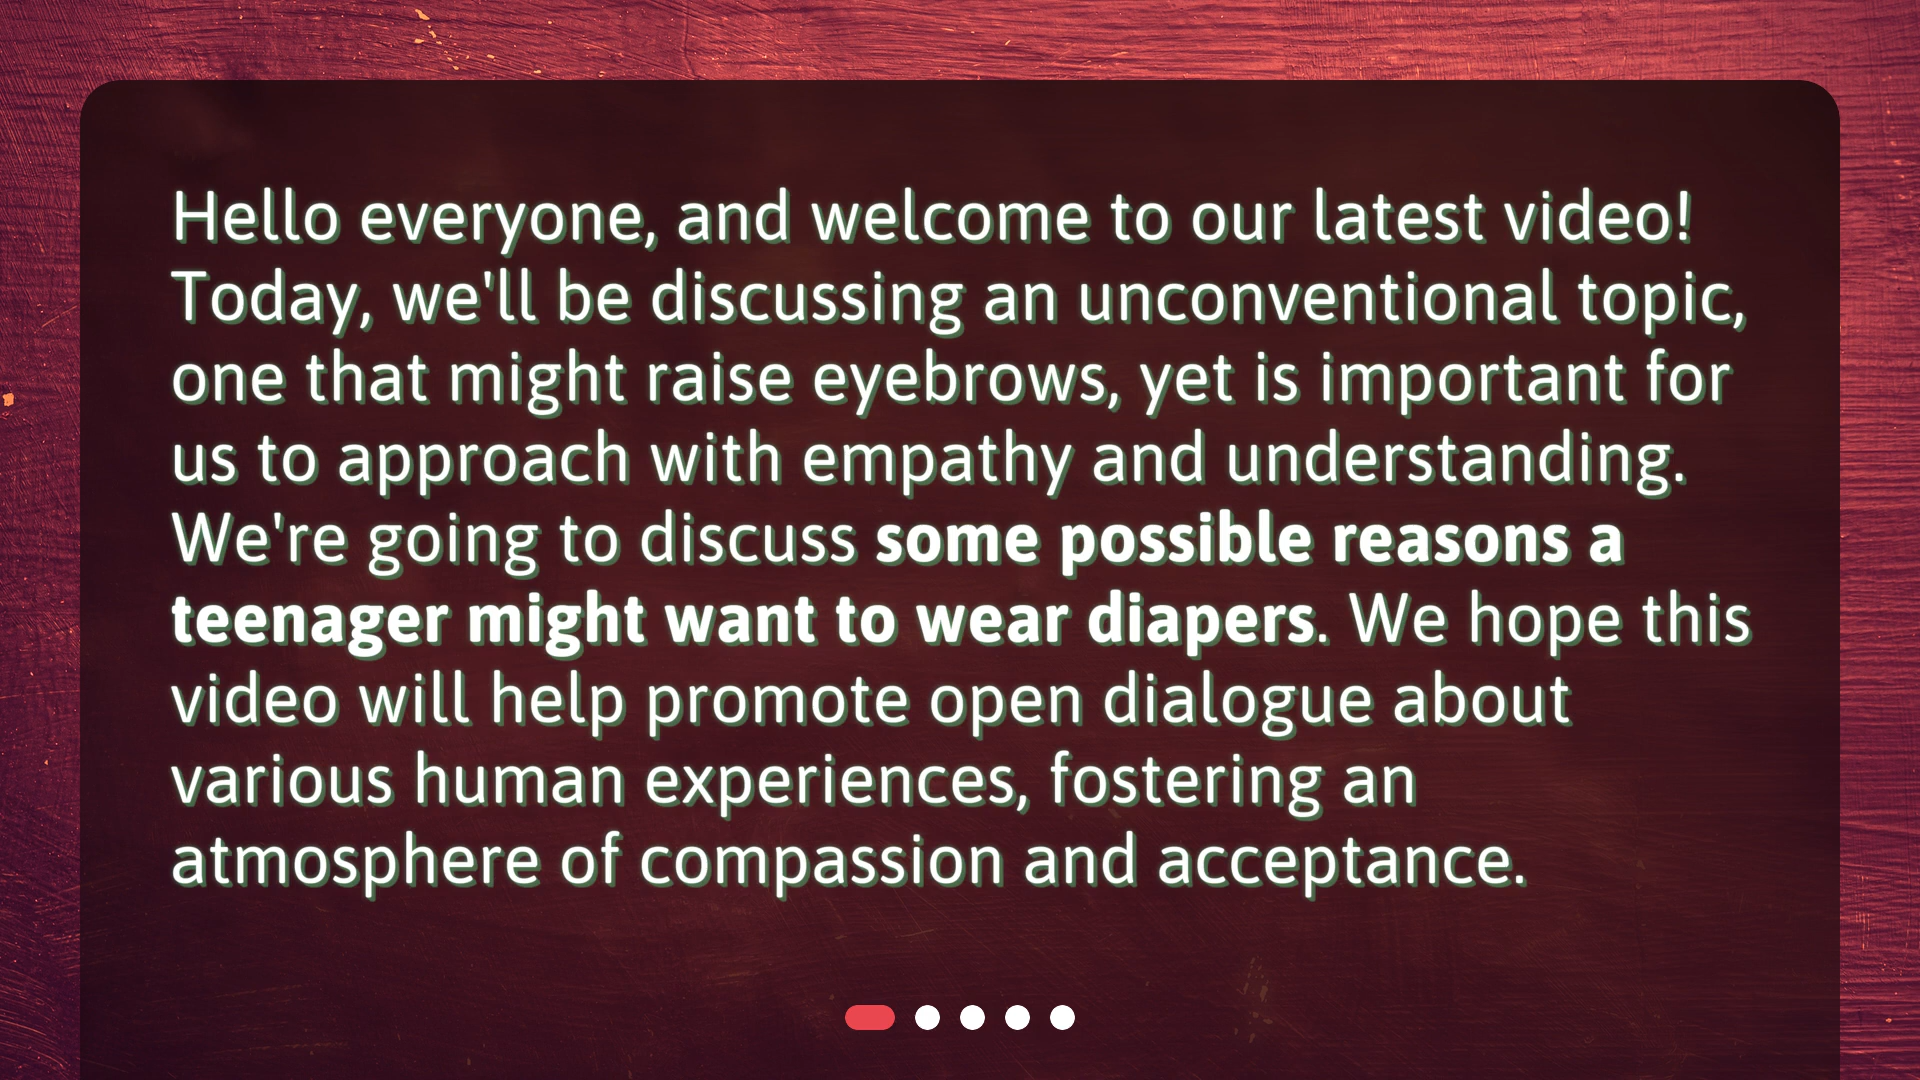 Hello everyone, and welcome to our latest video!
Today, we'll be discussing an unconventional topic,
one that might raise eyebrows, yet is important for
us to approach with empathy and understanding.
We're going to discuss some possible reasons a
teenager might want to wear diapers. We hope this
video will help promote open dialogue about
various human experiences, fostering an
atmosphere of compassion and acceptance.